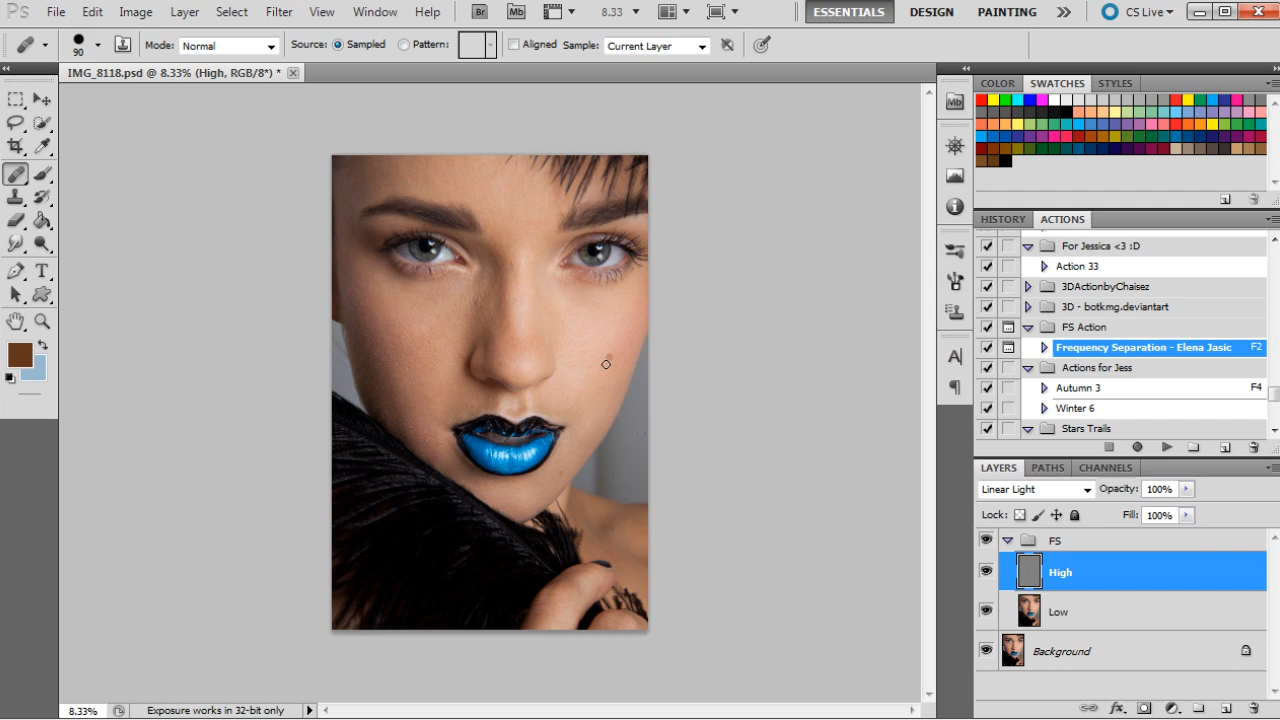 Ps File Edit Image Layer Select Filter View Window Help Br Mb 8.33 ESSENTIALS DESIGN PAINTING CS Live
90 Mode: Normal Source: Sampled Pattern: Aligned Sample: Current Layer
IMG_8118.psd @ 8.33% (High, RGB/8*) *
COLOR SWATCHES STYLES
Mb
HISTORY ACTIONS
For Jessica <3 :D
Action 33
3DActionbyChaisez
3D - botkmg.deviantart
FS Action
Frequency Separation - Elena Jasic F2
Actions for Jess
Autumn 3 F4
Winter 6
Stars Trails
LAYERS PATHS CHANNELS
Linear Light Opacity: 100%
Lock: Fill: 100%
FS
High
Low
Background
8.33% Exposure works in 32-bit only